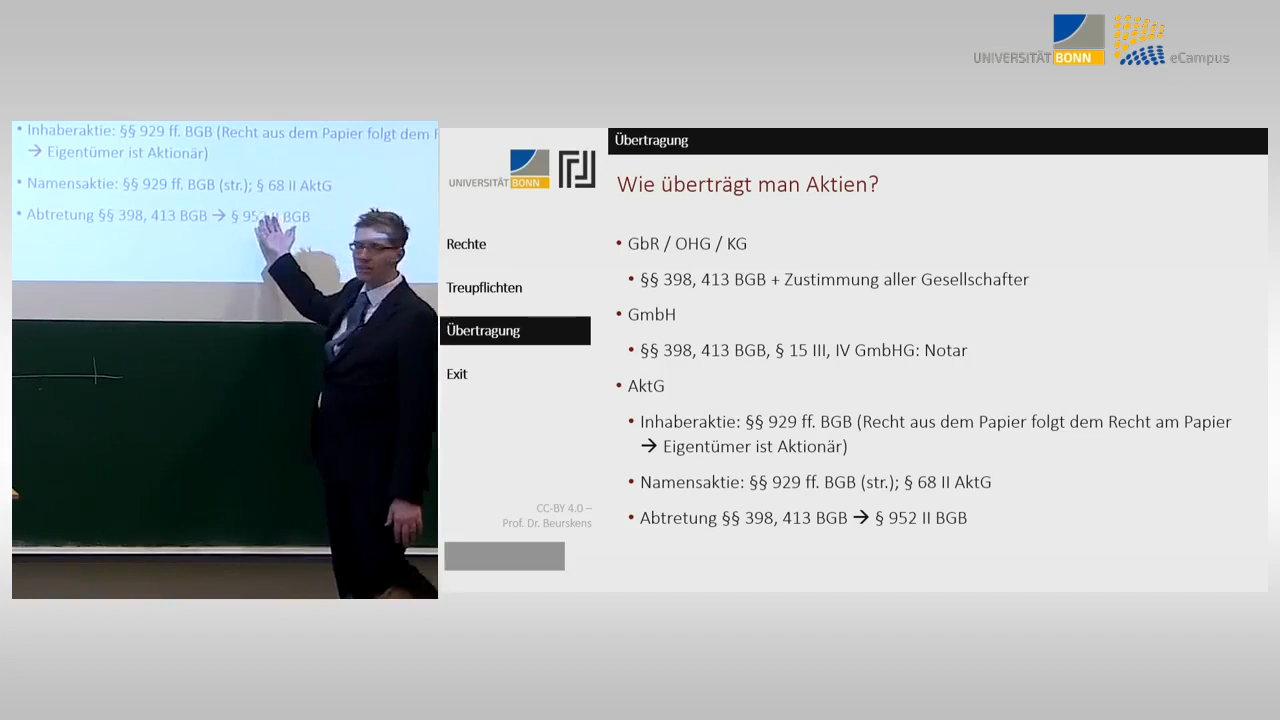 UNIVERSITÄT BONN
eCampus
• Inhaberaktie: §§ 929 ff. BGB (Recht aus dem Papier folgt dem
→ Eigentümer ist Aktionär)
• Namensaktie: §§ 929 ff. BGB (str.); § 68 II AktG
• Abtretung §§ 398, 413 BGB → § 952 II BGB
UNIVERSITÄT BONN
Rechte
Treupflichten
Übertragung
Exit
CC-BY 4.0 –
Prof. Dr. Beurskens
Übertragung
Wie überträgt man Aktien?
• GbR / OHG / KG
• §§ 398, 413 BGB + Zustimmung aller Gesellschafter
• GmbH
• §§ 398, 413 BGB, § 15 III, IV GmbHG: Notar
• AktG
• Inhaberaktie: §§ 929 ff. BGB (Recht aus dem Papier folgt dem Recht am Papier
→ Eigentümer ist Aktionär)
• Namensaktie: §§ 929 ff. BGB (str.); § 68 II AktG
• Abtretung §§ 398, 413 BGB → § 952 II BGB